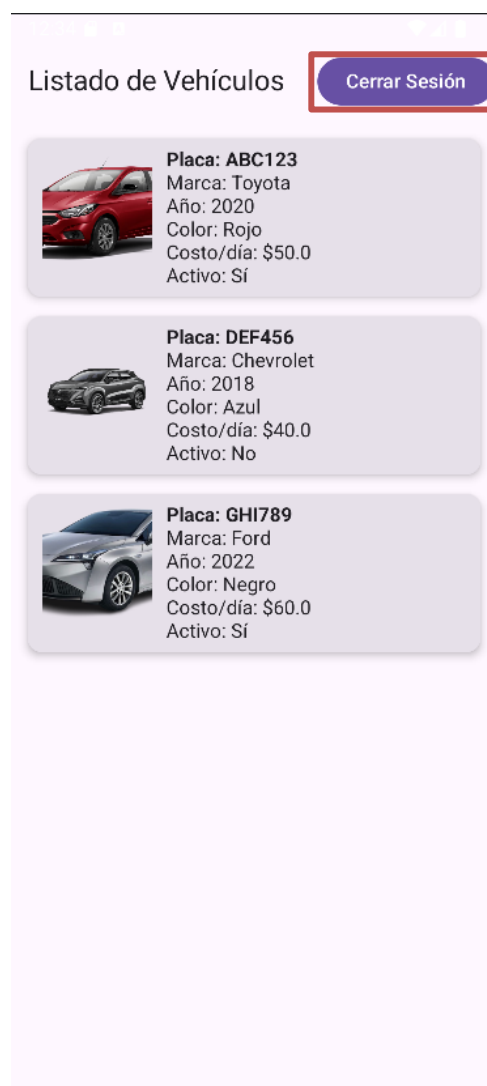 12:34
Listado de Vehículos
Cerrar Sesión
Placa: ABC123
Marca: Toyota
Año: 2020
Color: Rojo
Costo/día: $50.0
Activo: Sí
Placa: DEF456
Marca: Chevrolet
Año: 2018
Color: Azul
Costo/día: $40.0
Activo: No
Placa: GHI789
Marca: Ford
Año: 2022
Color: Negro
Costo/día: $60.0
Activo: Sí